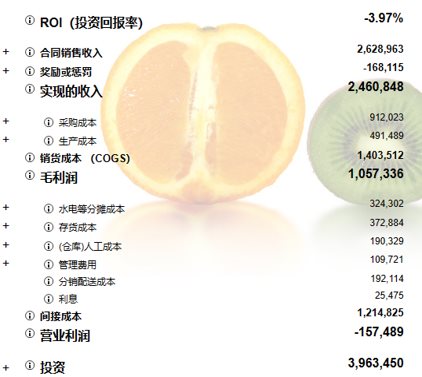 ROI（投资回报率） -3.97%
+ 合同销售收入 2,628,963
+ 奖励或惩罚 -168,115
实现的收入 2,460,848
+ 采购成本 912,023
+ 生产成本 491,489
销货成本 （COGS） 1,403,512
毛利润 1,057,336
+ 水电等分摊成本 324,302
+ 存货成本 372,884
+ (仓库)人工成本 190,329
+ 管理费用 109,721
分销配送成本 192,114
利息 25,475
间接成本 1,214,825
营业利润 -157,489
+ 投资 3,963,450